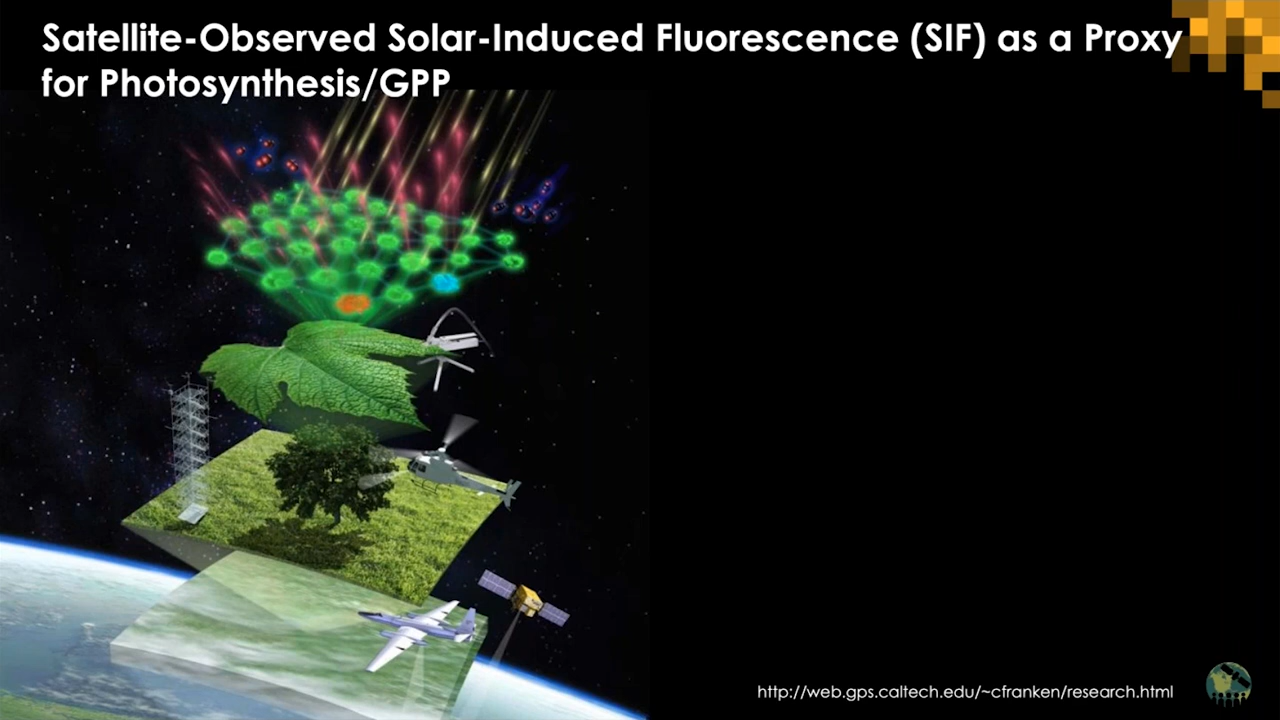 Satellite-Observed Solar-Induced Fluorescence (SIF) as a Proxy
for Photosynthesis/GPP
http://web.gps.caltech.edu/~cfranken/research.html